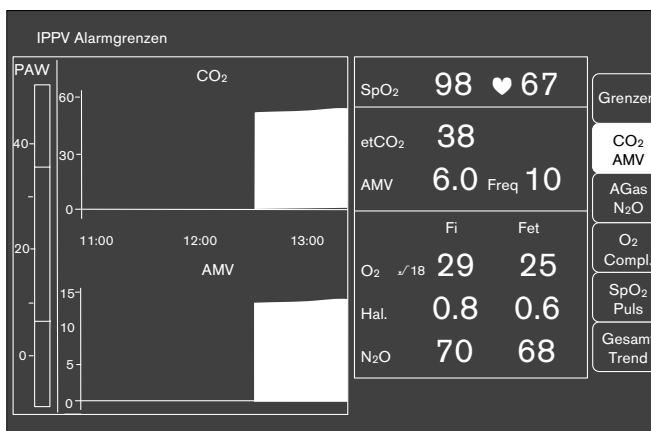 IPPV Alarmgrenzen
PAW
40-
-
20-
-
0-
CO₂
60-
30-
0-
11:00 12:00 13:00
AMV
15-
10
5-
0-
SpO₂ 98 ♥ 67
etCO₂ 38
AMV 6.0 Freq 10
Fi Fet
O₂ 18 29 25
Hal. 0.8 0.6
N₂O 70 68
Grenzen
CO₂
AMV
AGas
N₂O
O₂
Compl.
SpO₂
Puls
Gesamt
Trend